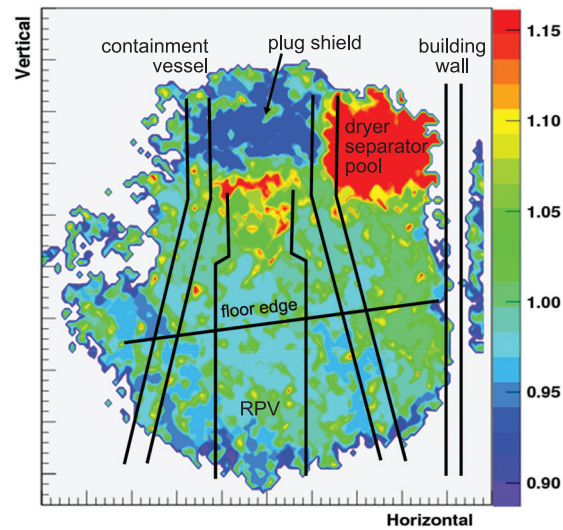 Vertical
containment
vessel
plug shield
building
wall
dryer
separator
pool
floor edge
RPV
Horizontal
1.15
1.10
1.05
1.00
0.95
0.90